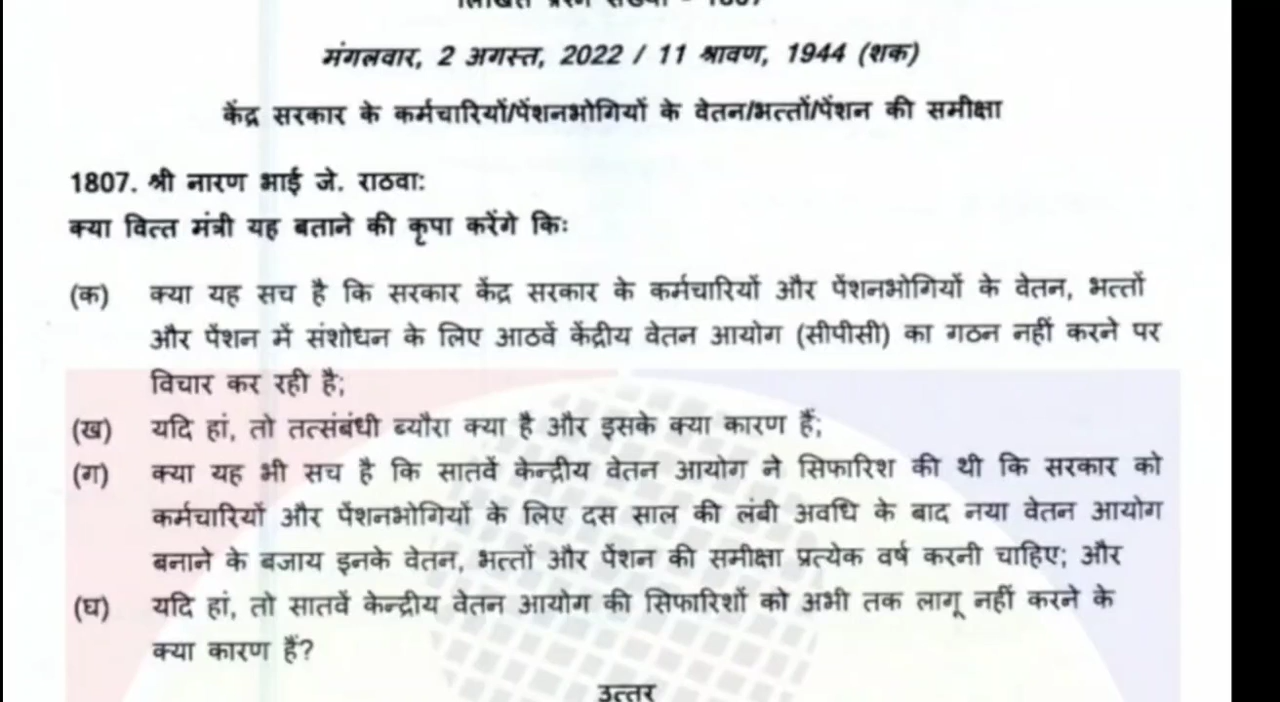 मंगलवार, 2 अगस्त, 2022 / 11 श्रावण, 1944 (शक)
केंद्र सरकार के कर्मचारियों/पेंशनभोगियों के वेतन/भत्तों/पेंशन की समीक्षा
1807. श्री नारण भाई जे. राठवाः
क्या वित्त मंत्री यह बताने की कृपा करेंगे किः
(क) क्या यह सच है कि सरकार केंद्र सरकार के कर्मचारियों और पेंशनभोगियों के वेतन, भत्तों
और पेंशन में संशोधन के लिए आठवें केंद्रीय वेतन आयोग (सीपीसी) का गठन नहीं करने पर
विचार कर रही है;
(ख) यदि हां, तो तत्संबंधी ब्यौरा क्या है और इसके क्या कारण हैं;
(ग) क्या यह भी सच है कि सातवें केन्द्रीय वेतन आयोग ने सिफारिश की थी कि सरकार को
कर्मचारियों और पेंशनभोगियों के लिए दस साल की लंबी अवधि के बाद नया वेतन आयोग
बनाने के बजाय इनके वेतन, भत्तों और पेंशन की समीक्षा प्रत्येक वर्ष करनी चाहिए; और
(घ) यदि हां, तो सातवें केन्द्रीय वेतन आयोग की सिफारिशों को अभी तक लागू नहीं करने के
क्या कारण हैं?
उत्तर